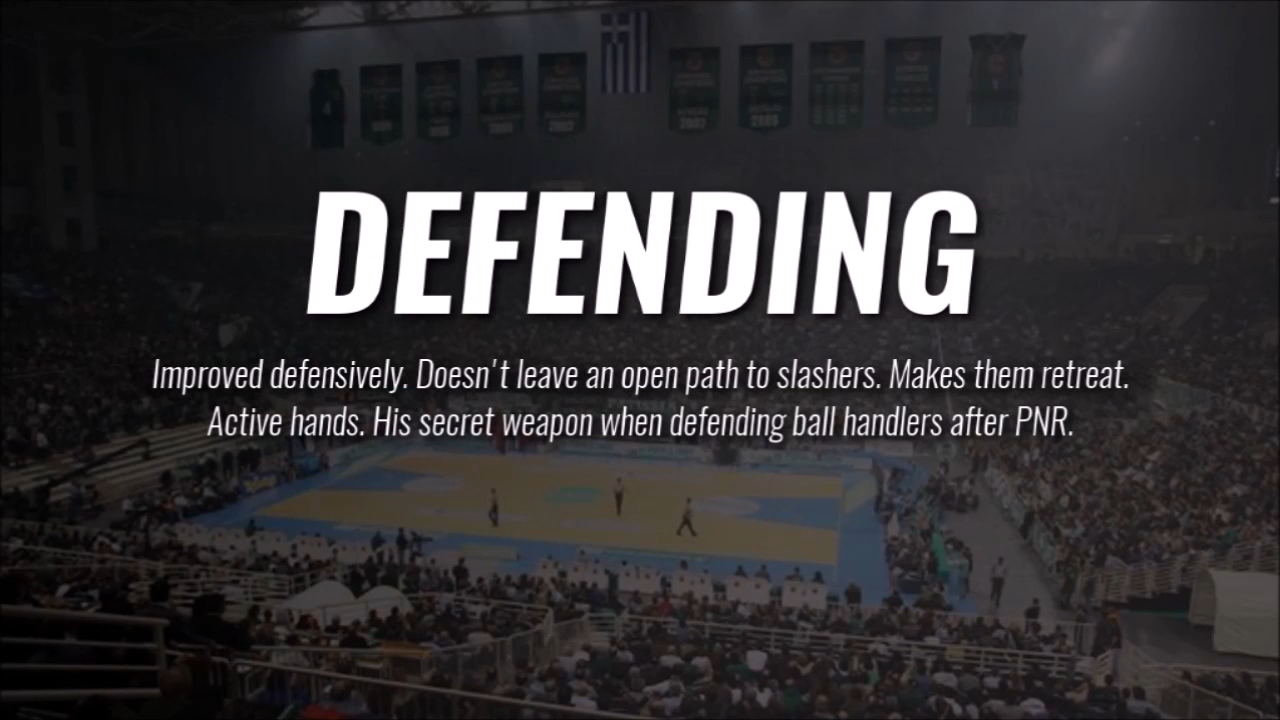 2007
DEFENDING
Improved defensively. Doesn't leave an open path to slashers. Makes them retreat.
Active hands. His secret weapon when defending ball handlers after PNR.